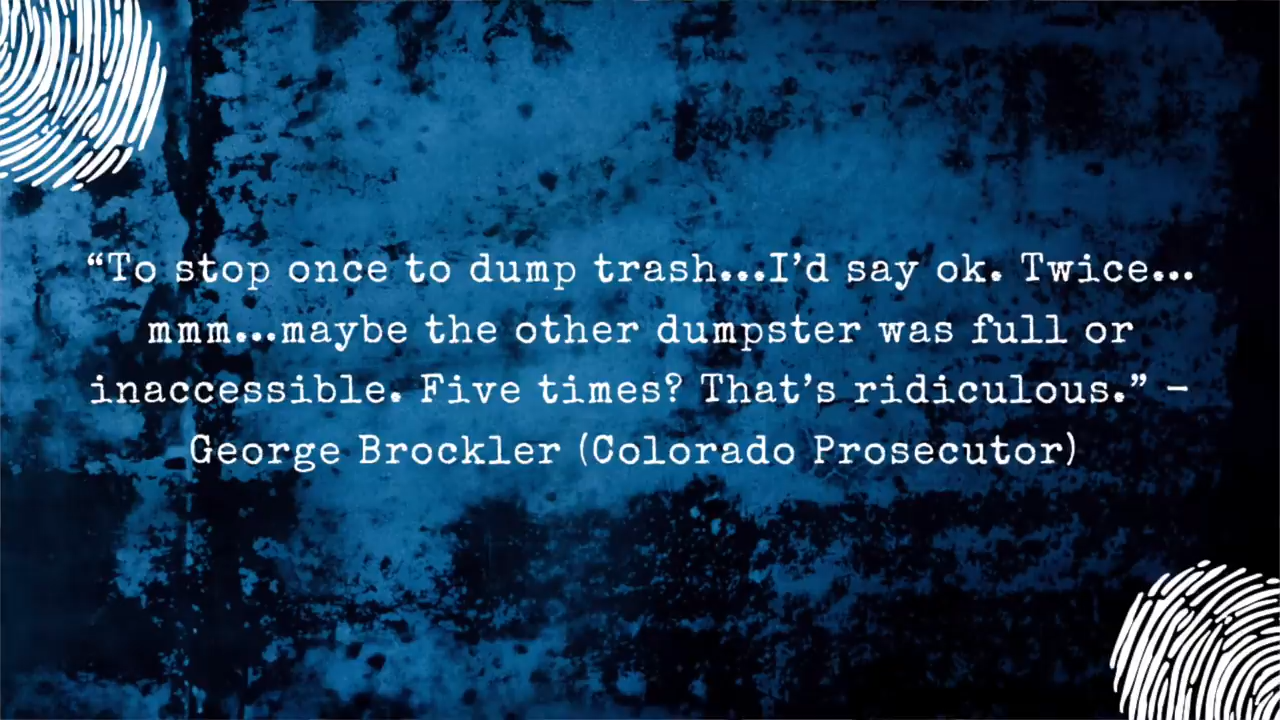 “To stop once to dump trash...I’d say ok. Twice...
mmm...maybe the other dumpster was full or
inaccessible. Five times? That’s ridiculous.” –
George Brockler (Colorado Prosecutor)